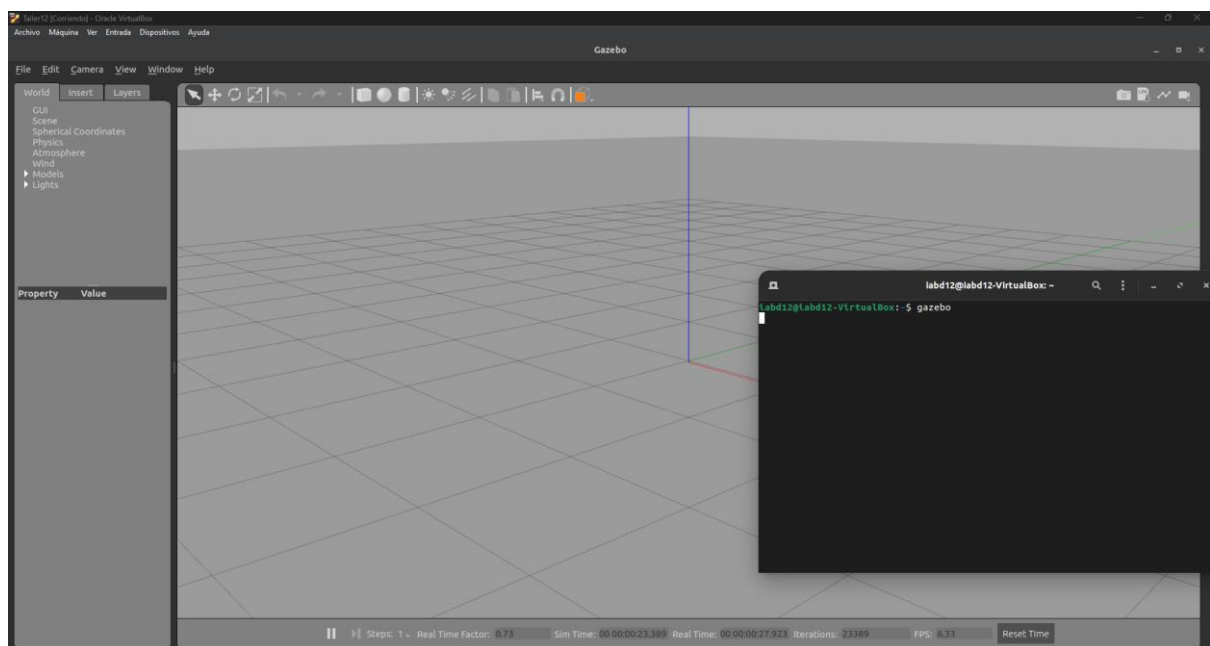 Taller12 [Corriendo] - Oracle VirtualBox
Archivo Máquina Ver Entrada Dispositivos Ayuda
Gazebo
File Edit Camera View Window Help
World Insert Layers
GUI
Scene
Spherical Coordinates
Physics
Atmosphere
Wind
Models
Lights
Property Value
iabd12@iabd12-VirtualBox: ~
iabd12@iabd12-VirtualBox:~$ gazebo
Steps: 1 Real Time Factor: 0.73 Sim Time: 00 00:00:23.389 Real Time: 00 00:00:27.923 Iterations: 23389 FPS: 6.33 Reset Time